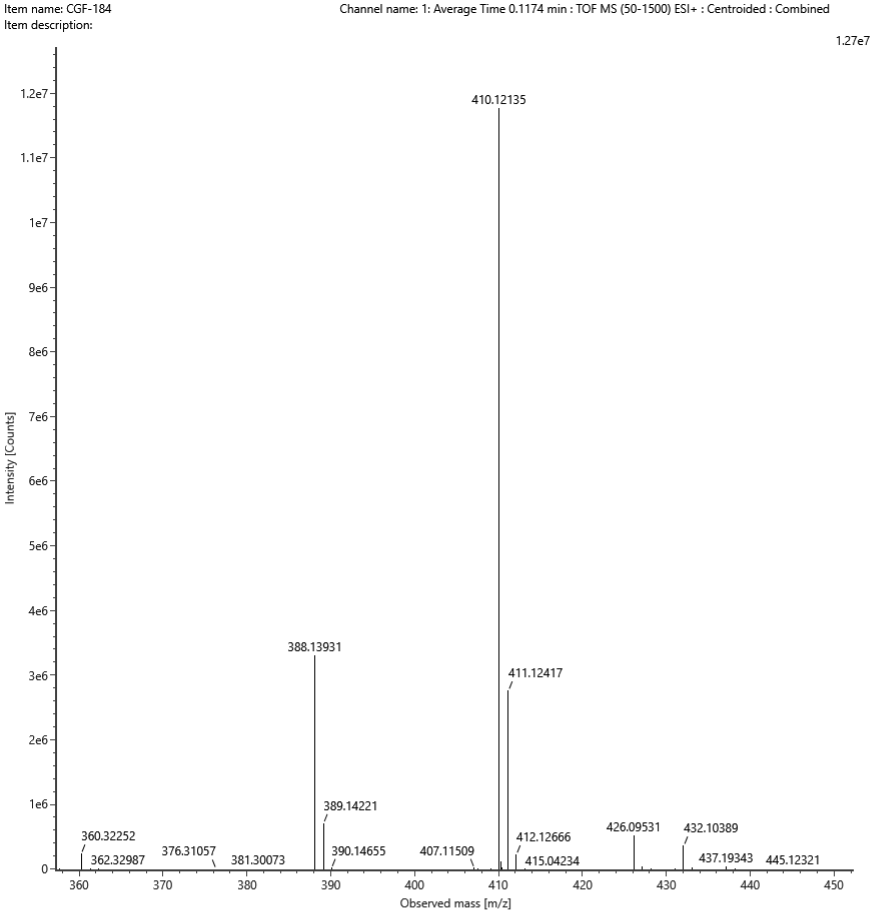 Item name: CGF-184
Channel name: 1: Average Time 0.1174 min : TOF MS (50-1500) ESI+ : Centroided : Combined
Item description:
1.27e7
1.2e7
410.12135
1.1e7
1e7
9e6
8e6
7e6
6e6
5e6
4e6
3e6
2e6
1e6
0
Intensity [Counts]
388.13931
411.12417
389.14221
360.32252
376.31057
362.32987
381.30073
390.14655
407.11509
412.12666
415.04234
426.09531
432.10389
437.19343
445.12321
360
370
380
390
400
410
420
430
440
450
Observed mass [m/z]